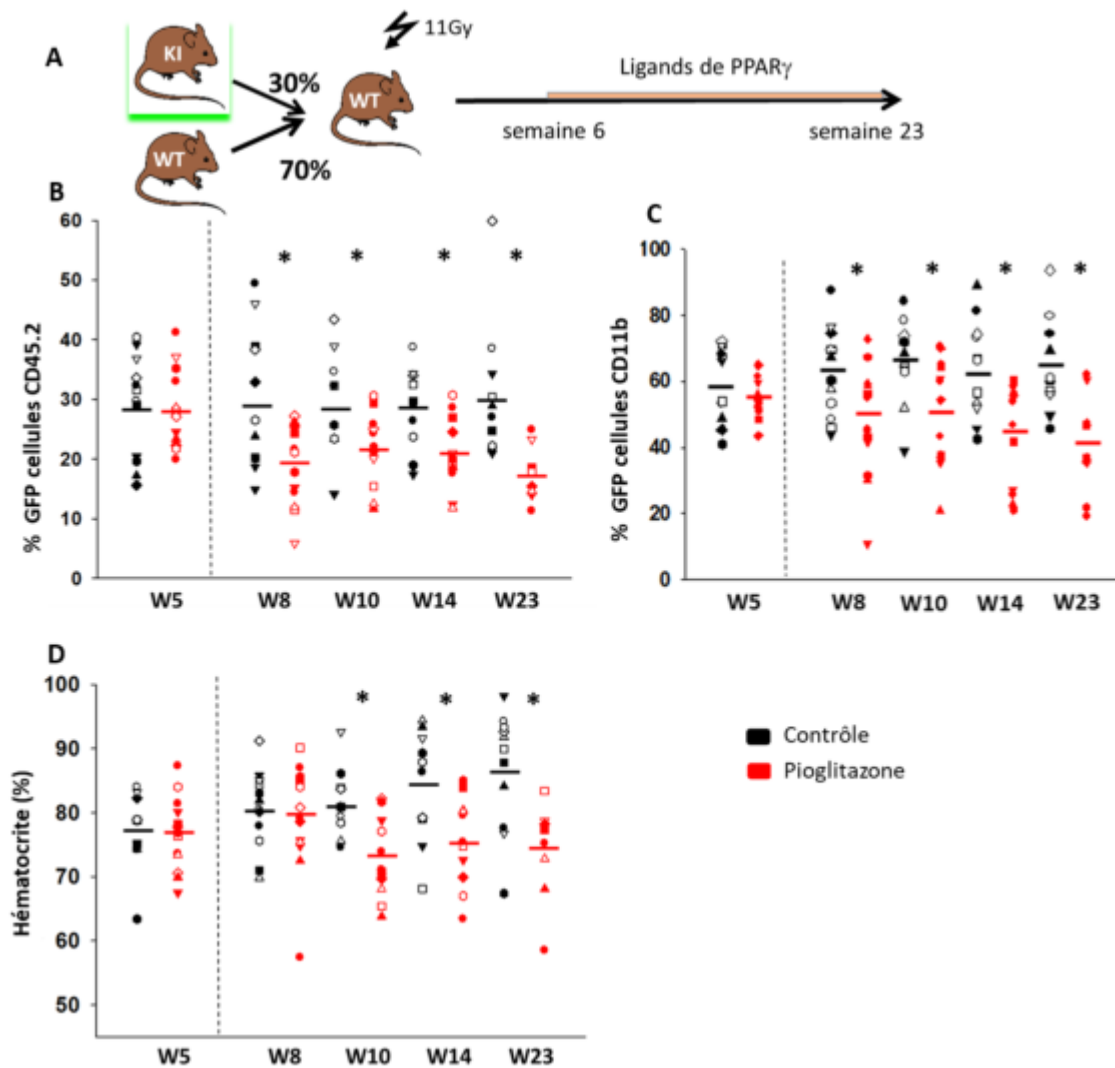 A
KI
WT
30%
70%
WT
11Gy
Ligands de PPARγ
semaine 6
semaine 23
B
% GFP cellules CD45.2
60
50
40
30
20
10
0
* * * *
W5 W8 W10 W14 W23
C
% GFP cellules CD11b
100
80
60
40
20
0
* * * *
W5 W8 W10 W14 W23
D
Hématocrite (%)
100
90
80
70
60
50
* * *
W5 W8 W10 W14 W23
Contrôle
Pioglitazone